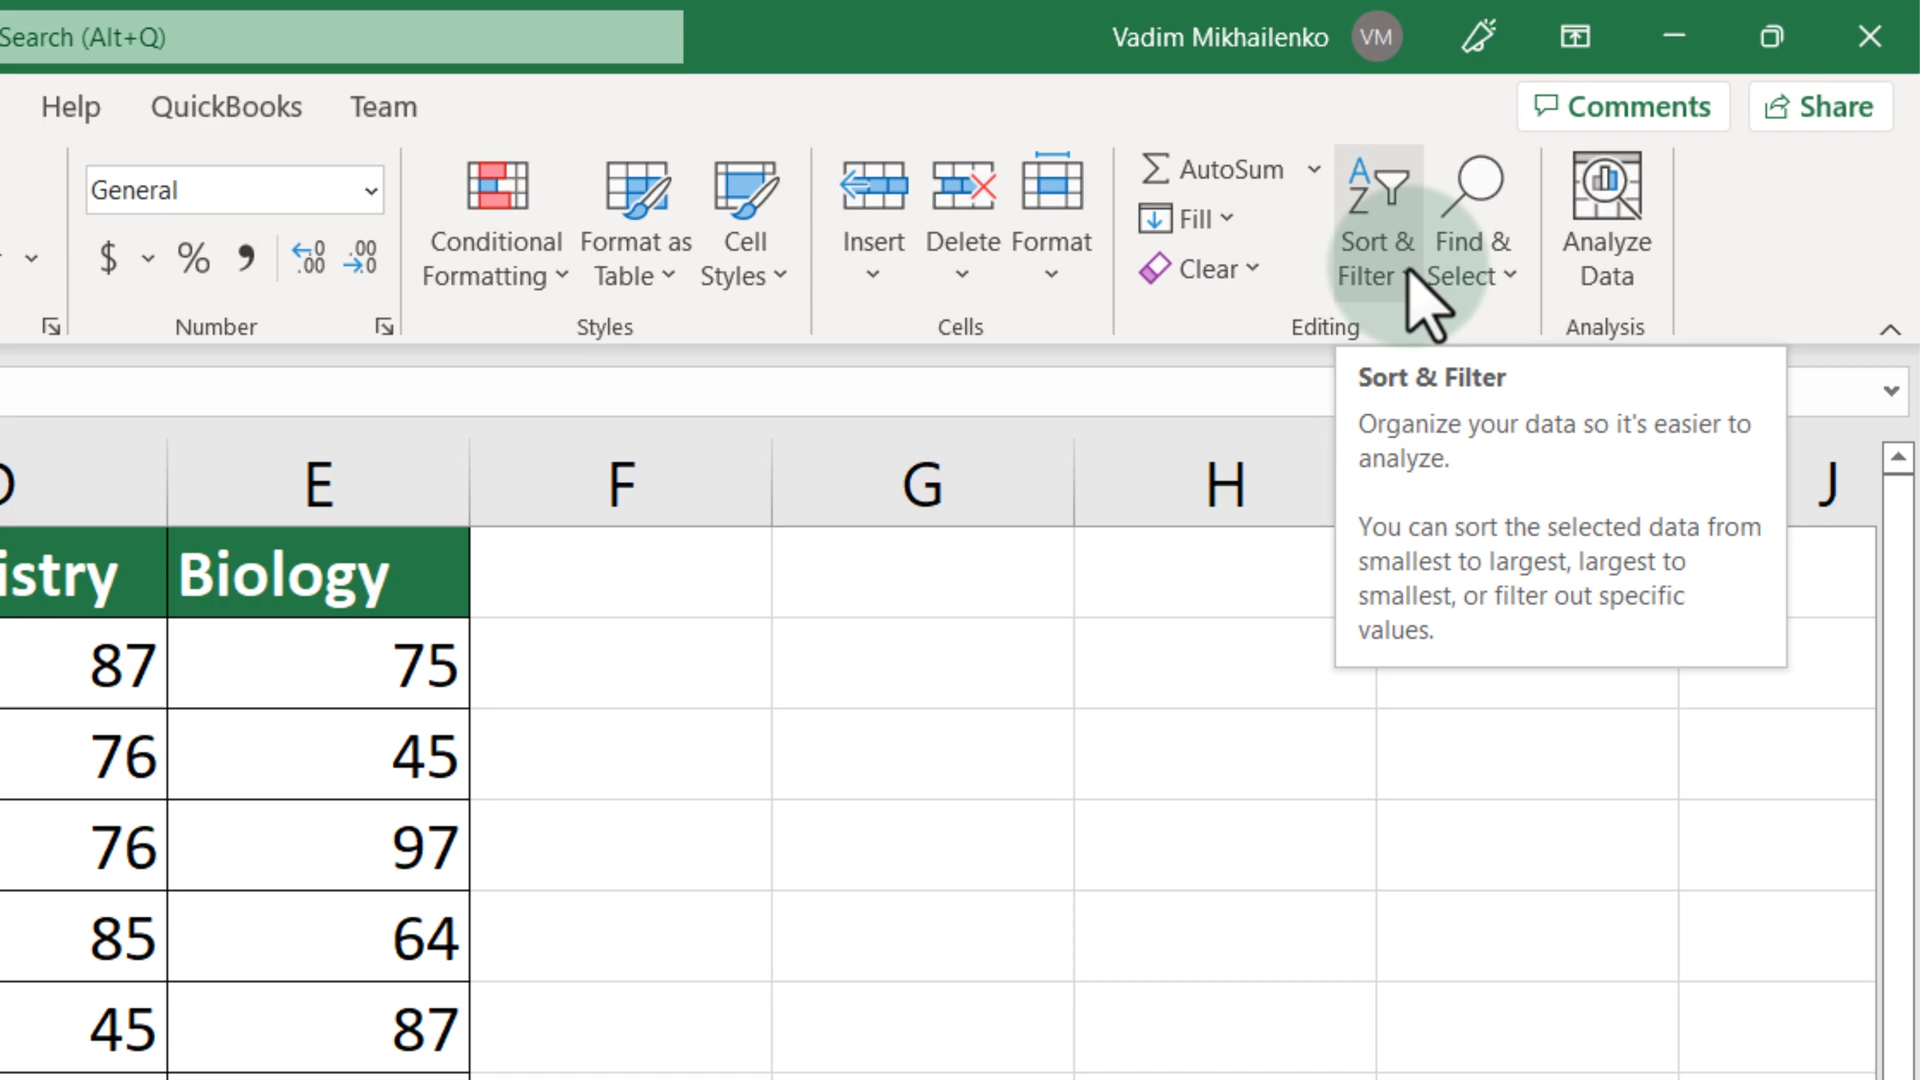 Search (Alt+Q)
Vadim Mikhailenko VM
Help QuickBooks Team
Comments Share
General
$ % , .00 .00
Number
Conditional Formatting
Format as Table
Cell Styles
Styles
Insert
Delete
Format
Cells
AutoSum
Fill
Clear
Sort &
Filter
Find &
Select
Editing
Analyze
Data
Analysis
Sort & Filter
Organize your data so it's easier to
analyze.
You can sort the selected data from
smallest to largest, largest to
smallest, or filter out specific
values.
E F G H J
istry Biology
87 75
76 45
76 97
85 64
45 87